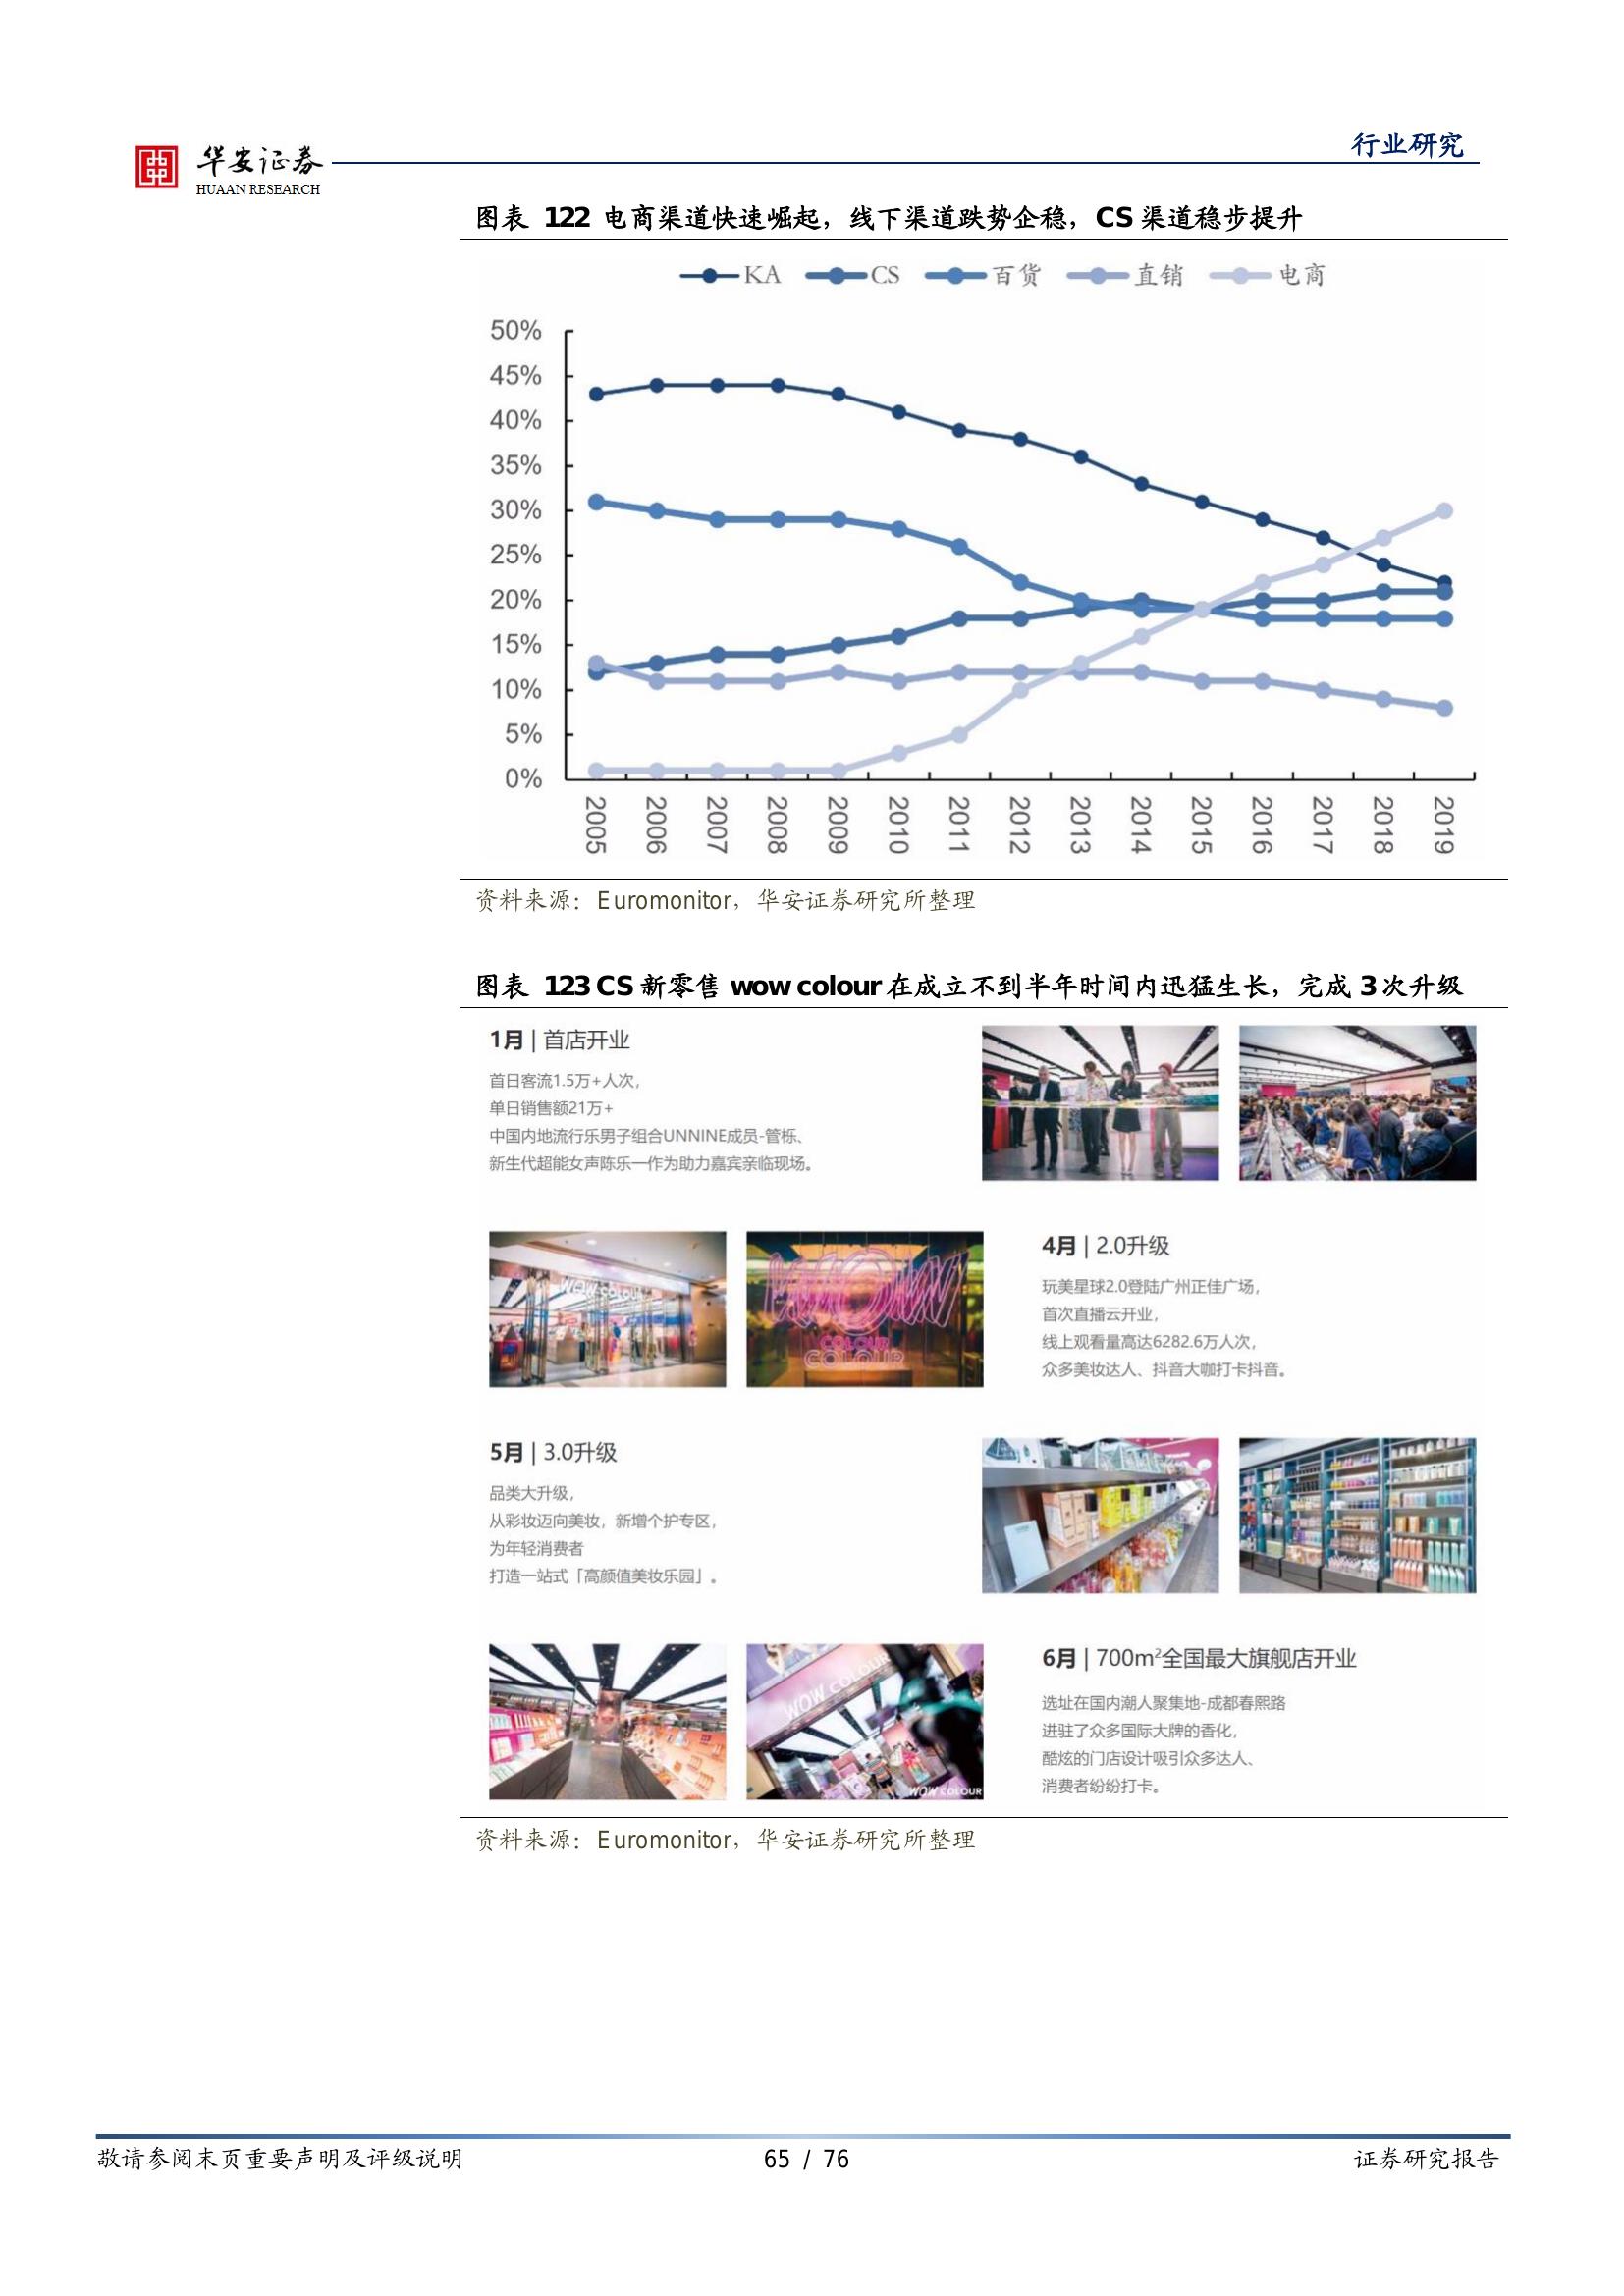 行业研究
华安证券
HUAAN RESEARCH
图表 122 电商渠道快速崛起，线下渠道跌势企稳，CS 渠道稳步提升
KA CS 百货 直销 电商
50%
45%
40%
35%
30%
25%
20%
15%
10%
5%
0%
2005 2006 2007 2008 2009 2010 2011 2012 2013 2014 2015 2016 2017 2018 2019
资料来源：Euromonitor，华安证券研究所整理
图表 123 CS 新零售 wow colour 在成立不到半年时间内迅猛生长，完成 3 次升级
1月 | 首店开业
首日客流1.5万+人次，
单日销售额21万+
中国内地流行乐男子组合UNNINE成员-管栎、
新生代超能女声陈乐一作为助力嘉宾亲临现场。
WOW COLOUR
WOW
COLOUR
COLOUR
4月 | 2.0升级
玩美星球2.0登陆广州正佳广场，
首次直播云开业，
线上观看量高达6282.6万人次，
众多美妆达人、抖音大咖打卡抖音。
5月 | 3.0升级
品类大升级，
从彩妆迈向美妆，新增个护专区，
为年轻消费者
打造一站式「高颜值美妆乐园」。
WOW COLOUR
WOW COLOUR
6月 | 700m²全国最大旗舰店开业
选址在国内潮人聚集地-成都春熙路
进驻了众多国际大牌的香化，
酷炫的门店设计吸引众多达人、
消费者纷纷打卡。
资料来源：Euromonitor，华安证券研究所整理
敬请参阅末页重要声明及评级说明
65 / 76
证券研究报告